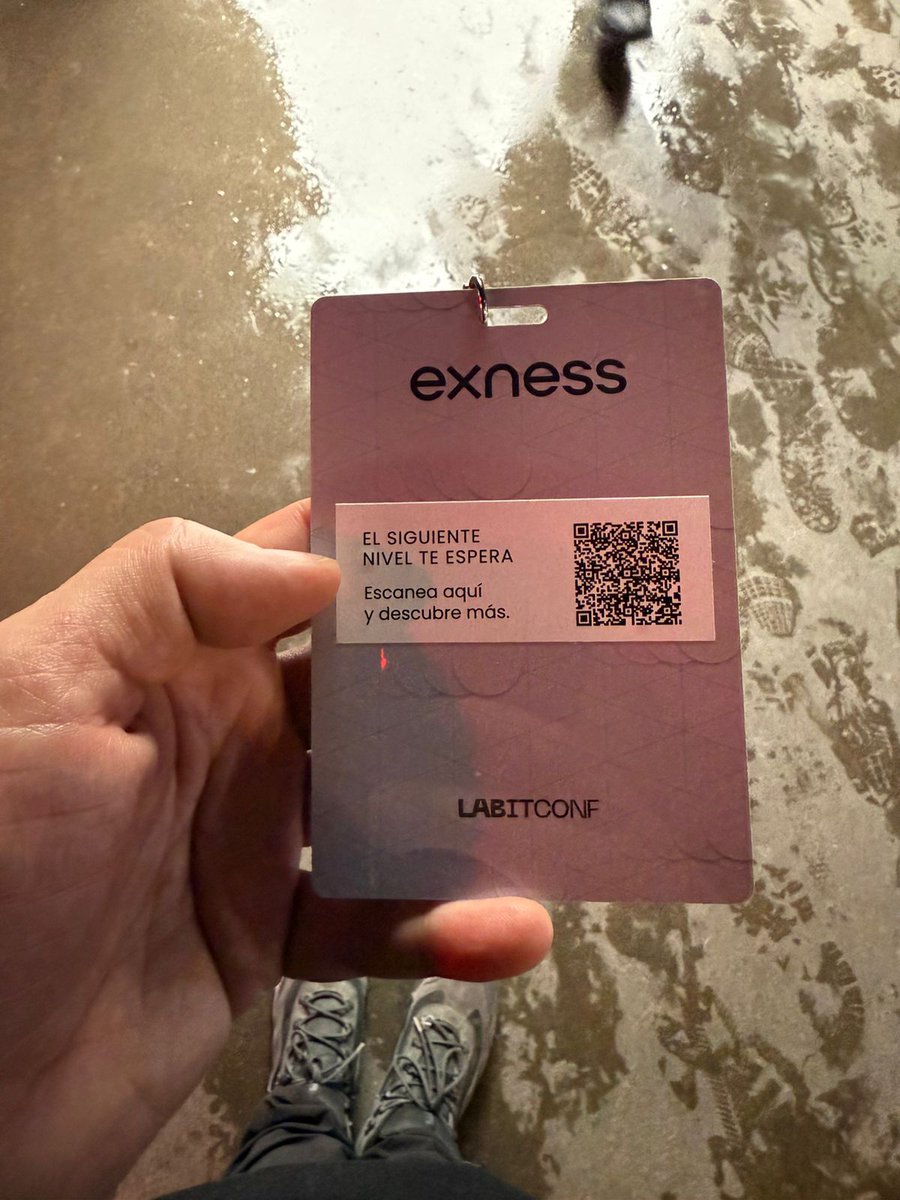 exness
EL SIGUIENTE
NIVEL TE ESPERA
Escanea aquí
y descubre más.
LABITCONF